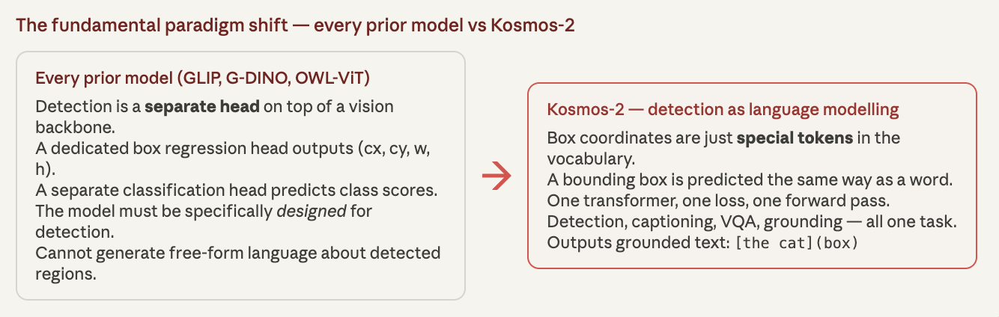 The fundamental paradigm shift — every prior model vs Kosmos-2
Every prior model (GLIP, G-DINO, OWL-ViT)
Detection is a separate head on top of a vision
backbone.
A dedicated box regression head outputs (cx, cy, w,
h).
A separate classification head predicts class scores.
The model must be specifically designed for
detection.
Cannot generate free-form language about detected
regions.
Kosmos-2 — detection as language modelling
Box coordinates are just special tokens in the
vocabulary.
A bounding box is predicted the same way as a word.
One transformer, one loss, one forward pass.
Detection, captioning, VQA, grounding — all one task.
Outputs grounded text: [the cat](box)